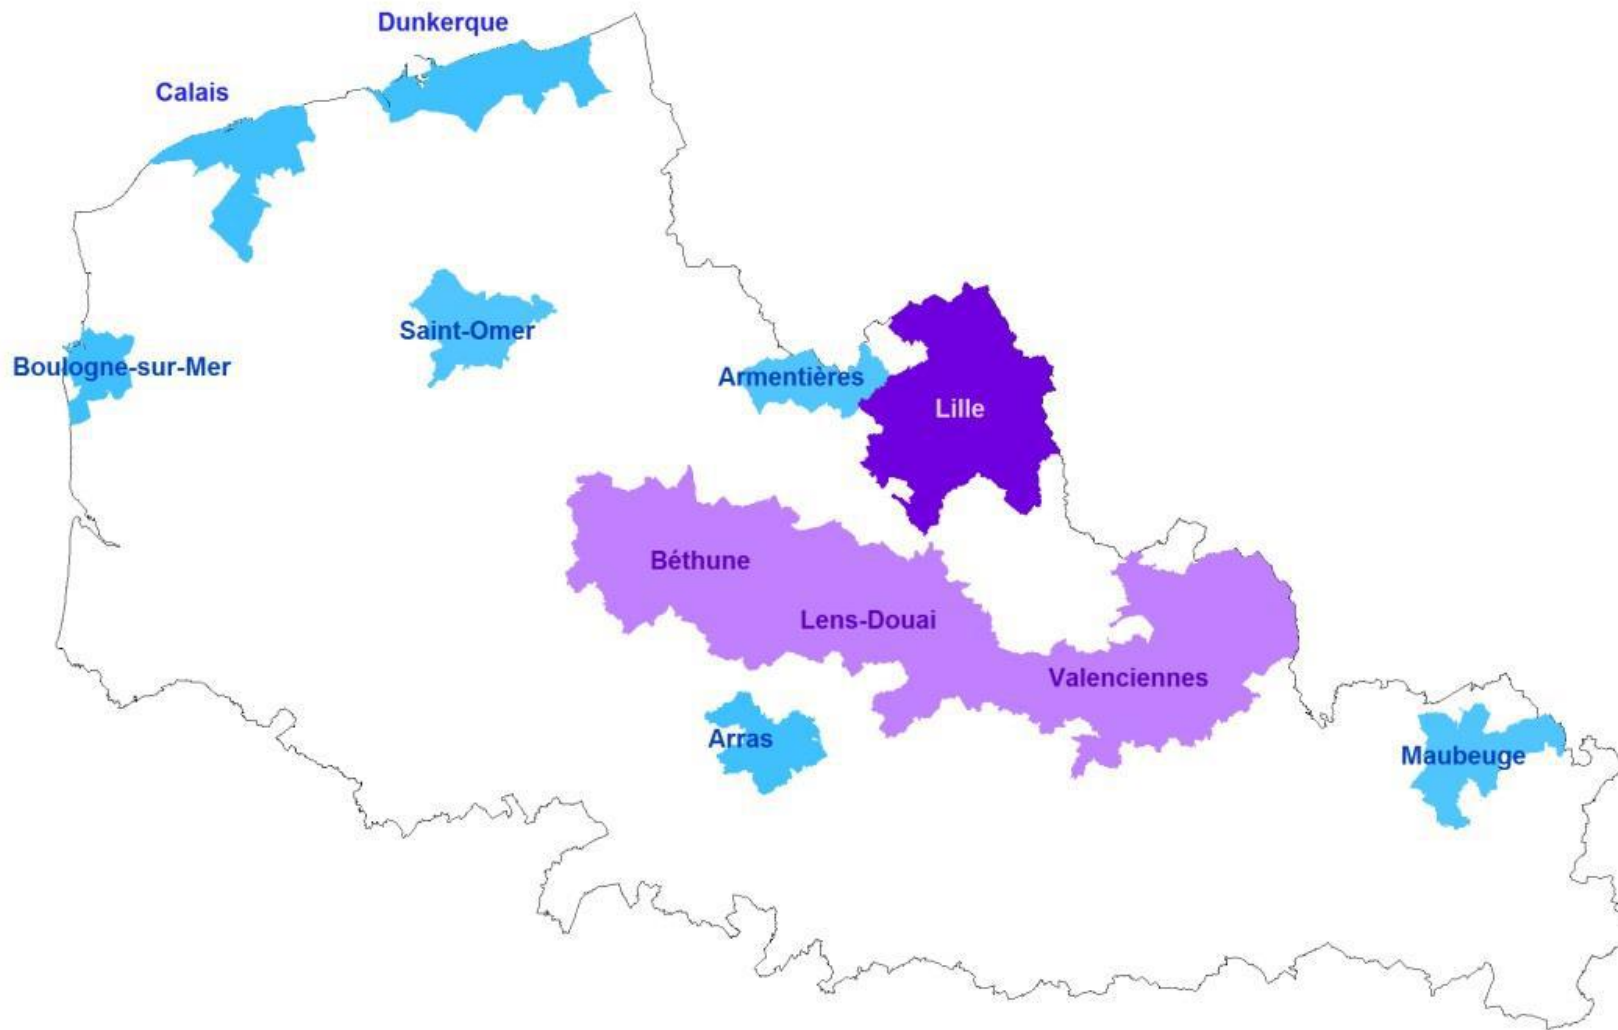 Dunkerque
Calais
Saint-Omer
Boulogne-sur-Mer
Armentières
Lille
Béthune
Lens-Douai
Valenciennes
Arras
Maubeuge